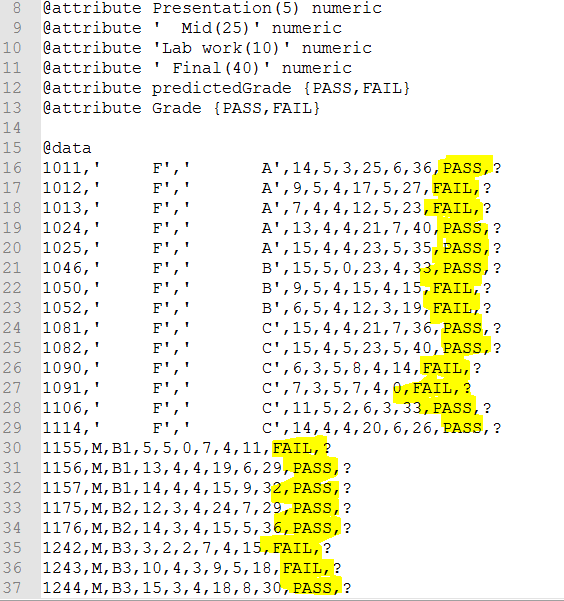 8 @attribute Presentation(5) numeric
9 @attribute '  Mid(25)' numeric
10 @attribute 'Lab work(10)' numeric
11 @attribute ' Final(40)' numeric
12 @attribute predictedGrade {PASS,FAIL}
13 @attribute Grade {PASS,FAIL}
14
15 @data
16 1011,'     F','       A',14,5,3,25,6,36,PASS,?
17 1012,'     F','       A',9,5,4,17,5,27,FAIL,?
18 1013,'     F','       A',7,4,4,12,5,23,FAIL,?
19 1024,'     F','       A',13,4,4,21,7,40,PASS,?
20 1025,'     F','       A',15,4,4,23,5,35,PASS,?
21 1046,'     F','       B',15,5,0,23,4,33,PASS,?
22 1050,'     F','       B',9,5,4,15,4,15,FAIL,?
23 1052,'     F','       B',6,5,4,12,3,19,FAIL,?
24 1081,'     F','       C',15,4,4,21,7,36,PASS,?
25 1082,'     F','       C',15,4,5,23,5,40,PASS,?
26 1090,'     F','       C',6,3,5,8,4,14,FAIL,?
27 1091,'     F','       C',7,3,5,7,4,0,FAIL,?
28 1106,'     F','       C',11,5,2,6,3,33,PASS,?
29 1114,'     F','       C',14,4,4,20,6,26,PASS,?
30 1155,M,B1,5,5,0,7,4,11,FAIL,?
31 1156,M,B1,13,4,4,19,6,29,PASS,?
32 1157,M,B1,14,4,4,15,9,32,PASS,?
33 1175,M,B2,12,3,4,24,7,29,PASS,?
34 1176,M,B2,14,3,4,15,5,36,PASS,?
35 1242,M,B3,3,2,2,7,4,15,FAIL,?
36 1243,M,B3,10,4,3,9,5,18,FAIL,?
37 1244,M,B3,15,3,4,18,8,30,PASS,?